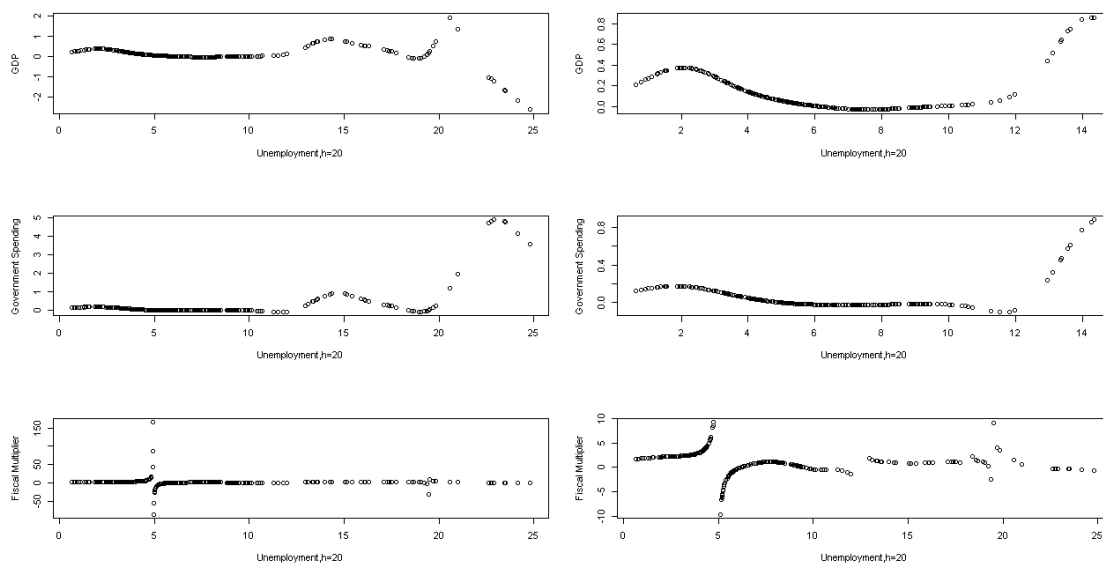 GDP
2
1
0
-1
-2
0 5 10 15 20 25
Unemployment,h=20
GDP
0.8
0.6
0.4
0.2
0.0
2 4 6 8 10 12 14
Unemployment,h=20
Government Spending
5
4
3
2
1
0
0 5 10 15 20 25
Unemployment,h=20
Government Spending
0.8
0.4
0.0
2 4 6 8 10 12 14
Unemployment,h=20
Fiscal Multiplier
150
50
0
-50
0 5 10 15 20 25
Unemployment,h=20
Fiscal Multiplier
10
5
0
-5
-10
0 5 10 15 20 25
Unemployment,h=20